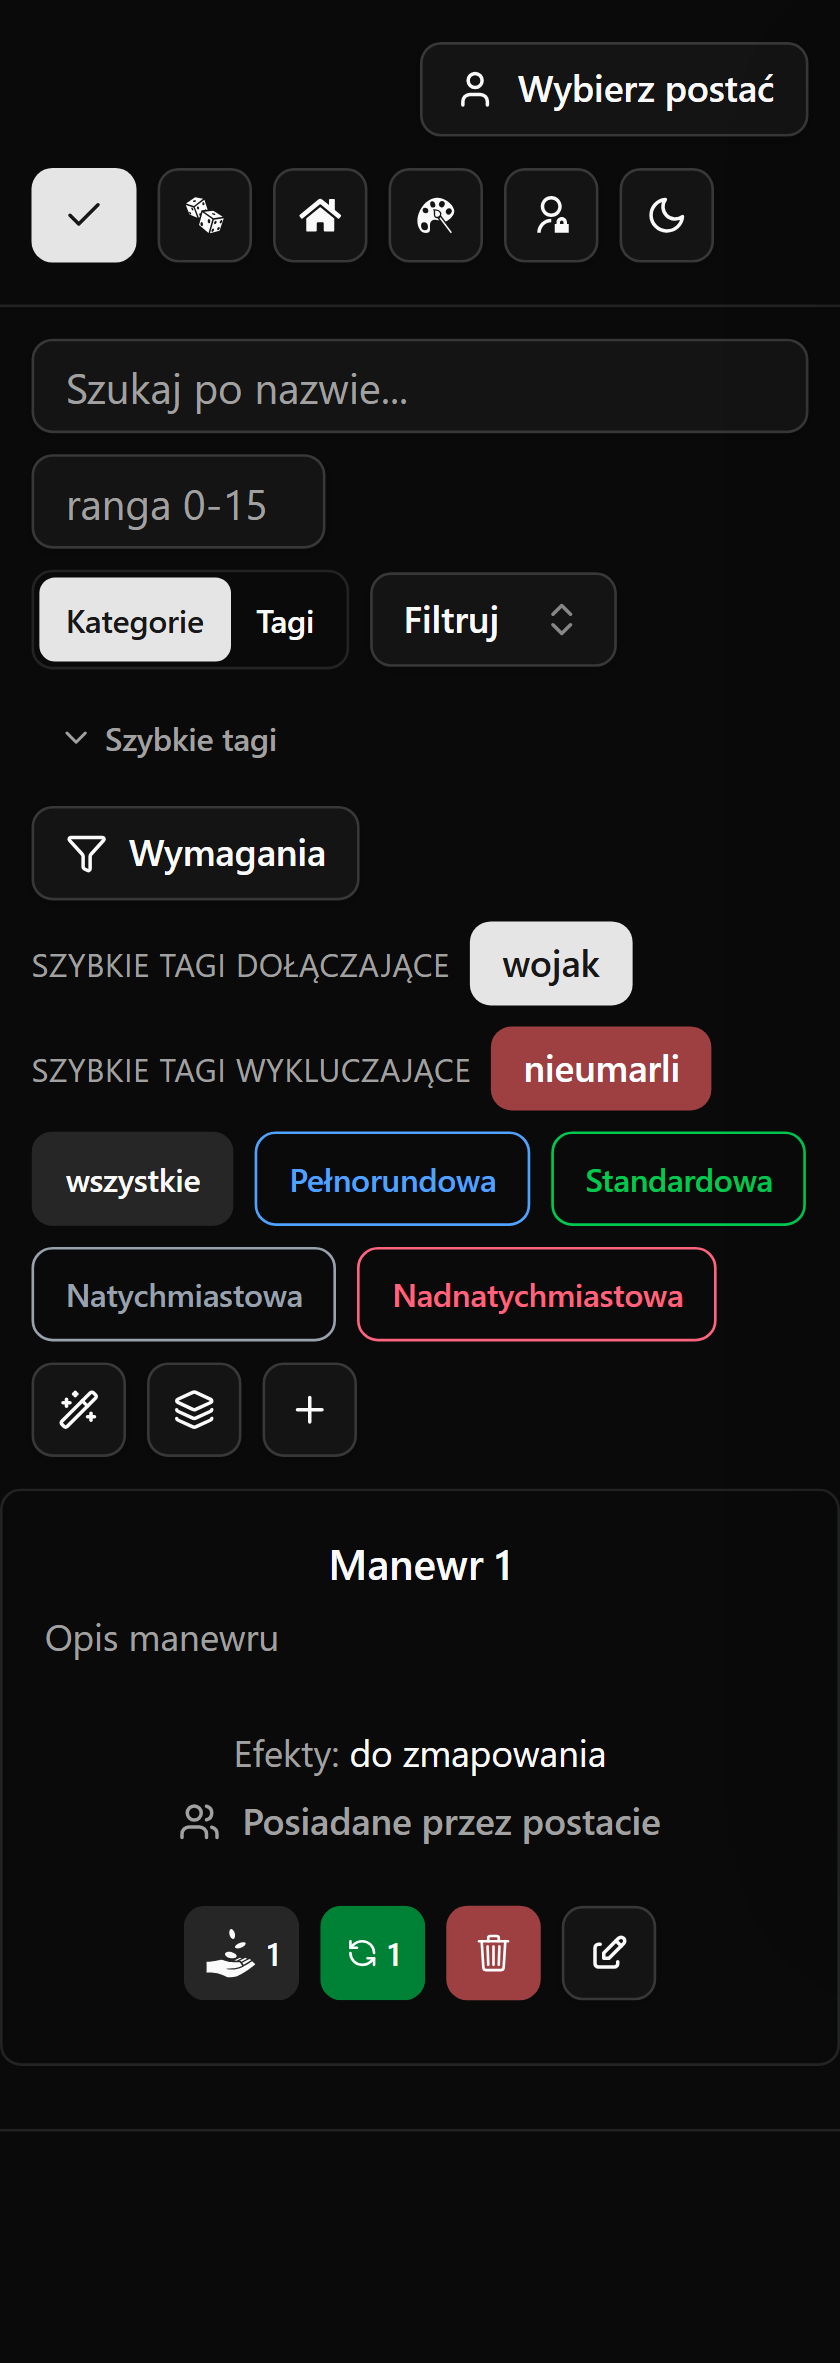 Wybierz postać
Szukaj po nazwie...
ranga 0-15
Kategorie Tagi Filtruj
Szybkie tagi
Wymagania
SZYBKIE TAGI DOŁĄCZAJĄCE wojak
SZYBKIE TAGI WYKLUCZAJĄCE nieumarli
wszystkie Pełnorundowa Standardowa
Natychmiastowa Nadnatychmiastowa
Manewr 1
Opis manewru
Efekty: do zmapowania
Posiadane przez postacie
1 1